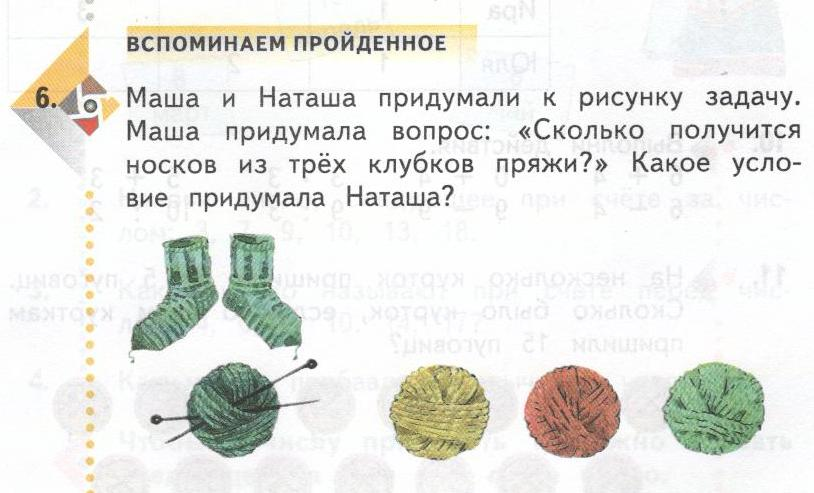 ВСПОМИНАЕМ ПРОЙДЕННОЕ
6. Маша и Наташа придумали к рисунку задачу.
Маша придумала вопрос: «Сколько получится
носков из трёх клубков пряжи?» Какое усло-
вие придумала Наташа?